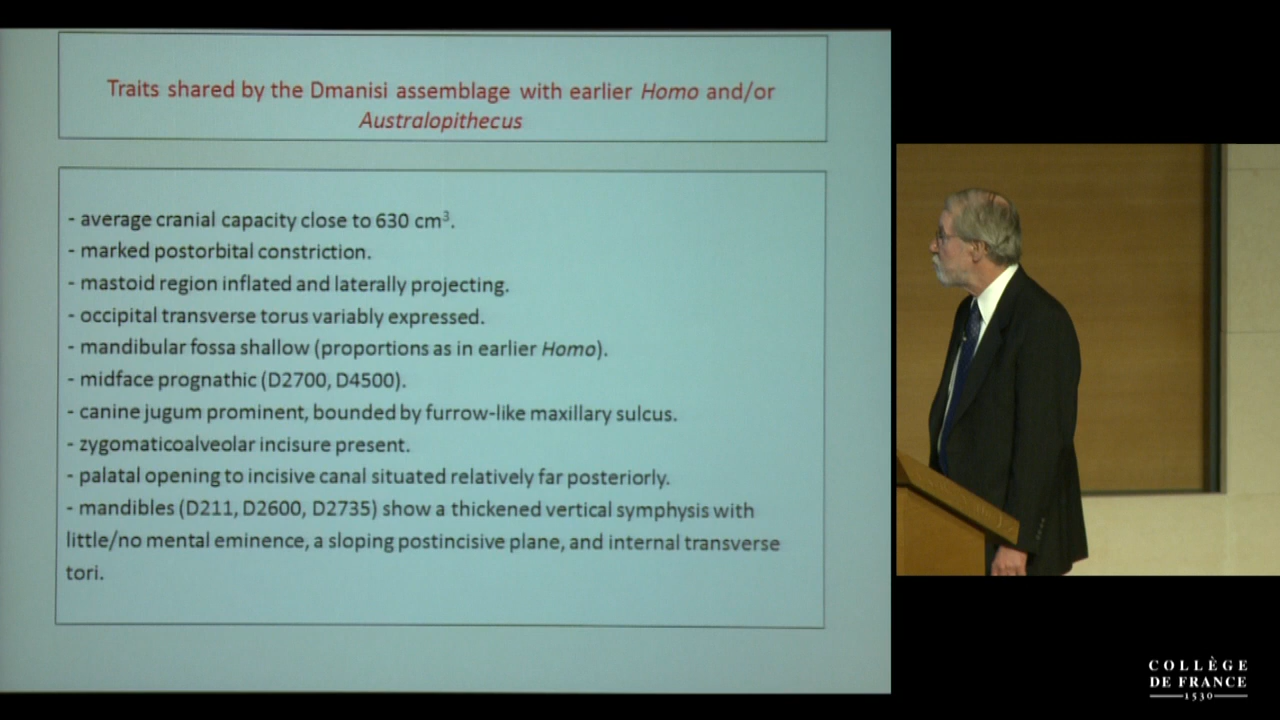 Traits shared by the Dmanisi assemblage with earlier Homo and/or
Australopithecus
- average cranial capacity close to 630 cm³.
- marked postorbital constriction.
- mastoid region inflated and laterally projecting.
- occipital transverse torus variably expressed.
- mandibular fossa shallow (proportions as in earlier Homo).
- midface prognathic (D2700, D4500).
- canine jugum prominent, bounded by furrow-like maxillary sulcus.
- zygomaticoalveolar incisure present.
- palatal opening to incisive canal situated relatively far posteriorly.
- mandibles (D211, D2600, D2735) show a thickened vertical symphysis with
little/no mental eminence, a sloping postincisive plane, and internal transverse
tori.
COLLÈGE
DE FRANCE
1530